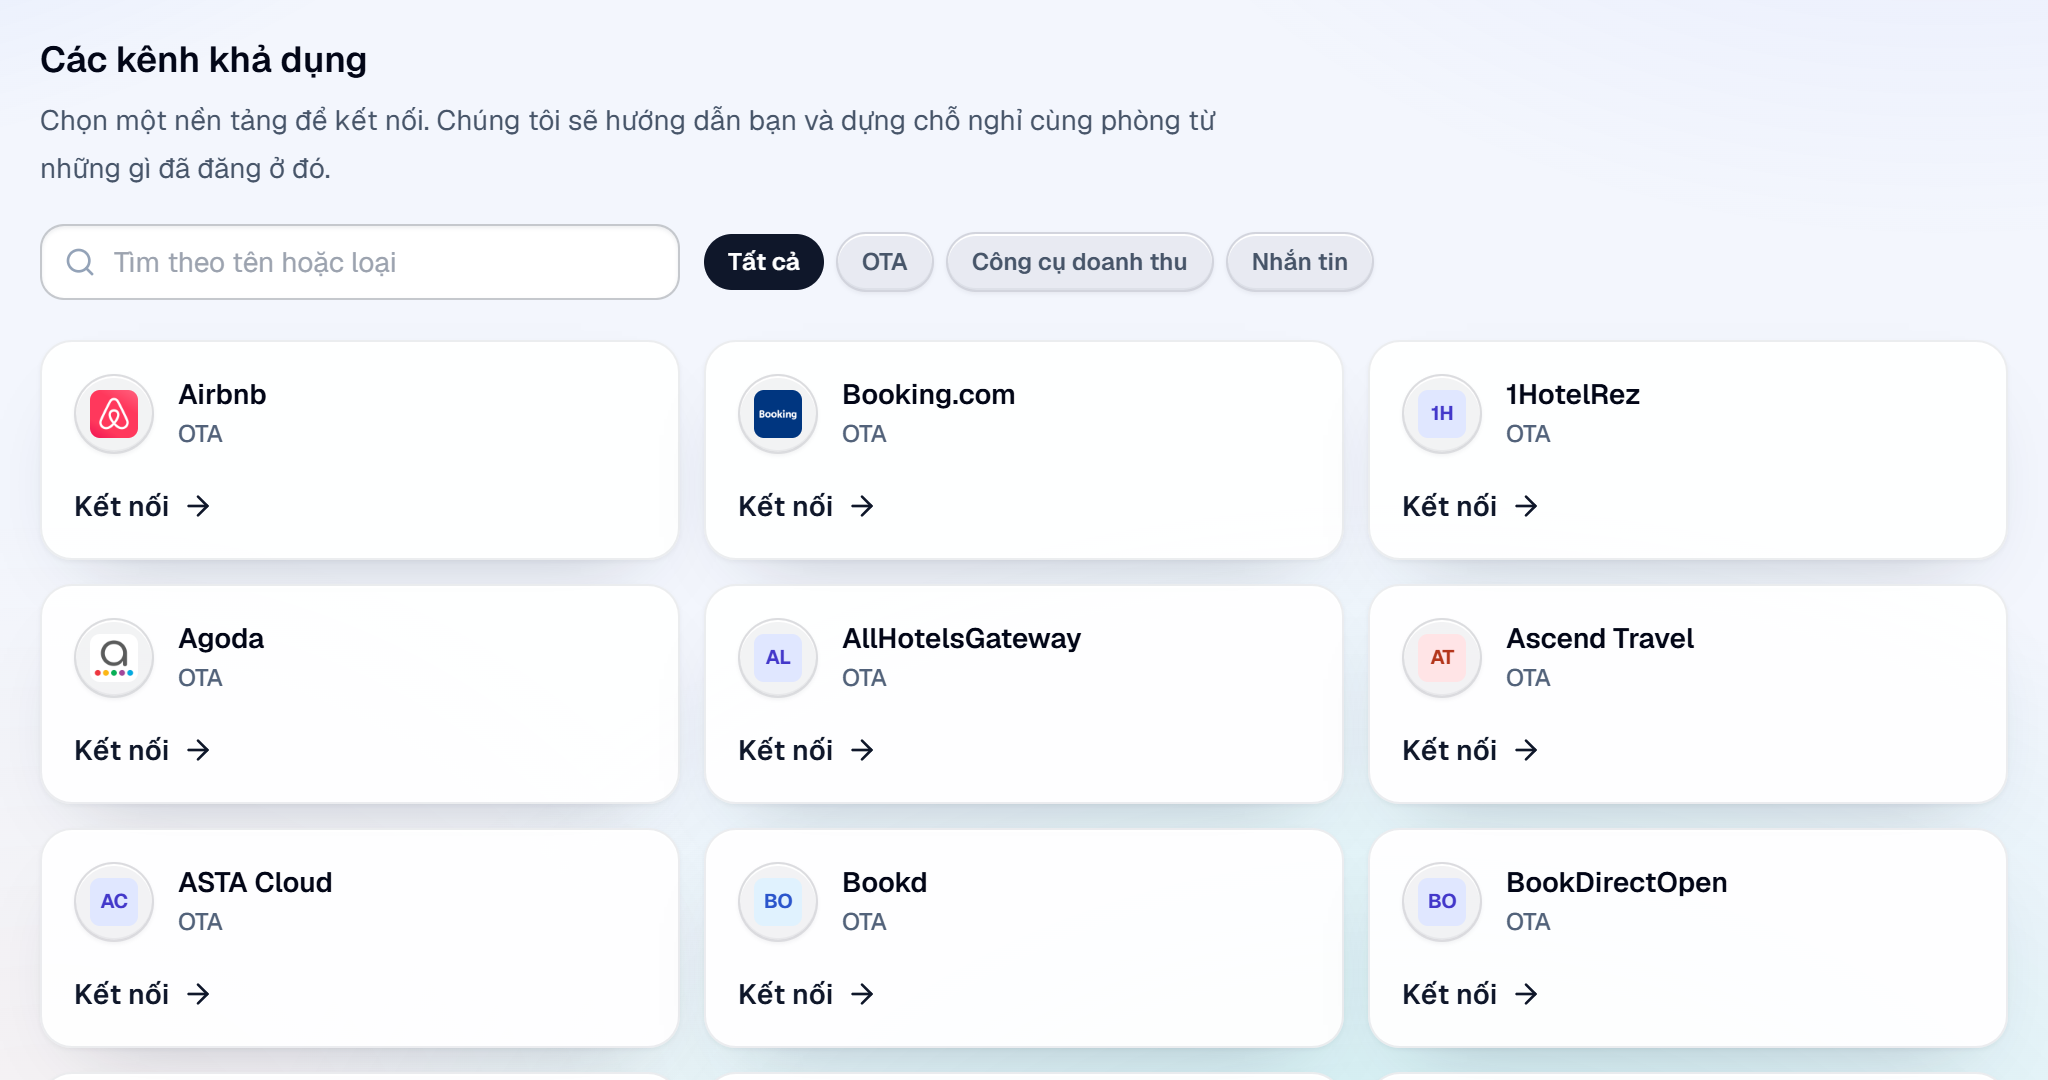 Các kênh khả dụng
Chọn một nền tảng để kết nối. Chúng tôi sẽ hướng dẫn bạn và dựng chỗ nghỉ cùng phòng từ
những gì đã đăng ở đó.
Tìm theo tên hoặc loại
Tất cả
OTA
Công cụ doanh thu
Nhắn tin
Airbnb
OTA
Kết nối
Booking
Booking.com
OTA
Kết nối
1H
1HotelRez
OTA
Kết nối
Agoda
OTA
Kết nối
AL
AllHotelsGateway
OTA
Kết nối
AT
Ascend Travel
OTA
Kết nối
AC
ASTA Cloud
OTA
Kết nối
BO
Bookd
OTA
Kết nối
BO
BookDirectOpen
OTA
Kết nối